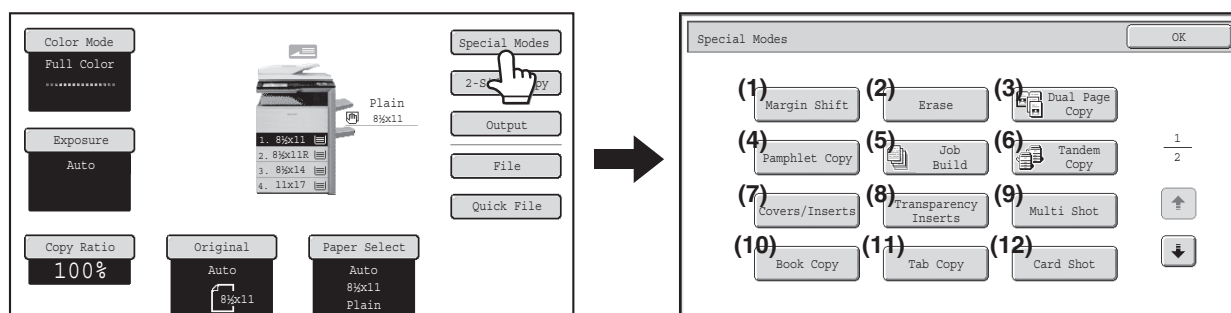 Color Mode
Full Color
Exposure
Auto
Copy Ratio
100%
Original
Auto
8½x11
Paper Select
Auto
8½x11
Plain
Plain
8½x11
1. 8½x11
2. 8½x11R
3. 8½x14
4. 11x17
Special Modes
2-S py
Output
File
Quick File
Special Modes
OK
(1) Margin Shift
(2) Erase
(3) Dual Page
Copy
(4) Pamphlet Copy
(5) Job
Build
(6) Tandem
Copy
(7) Covers/Inserts
(8) Transparency
Inserts
(9) Multi Shot
(10) Book Copy
(11) Tab Copy
(12) Card Shot
1
2